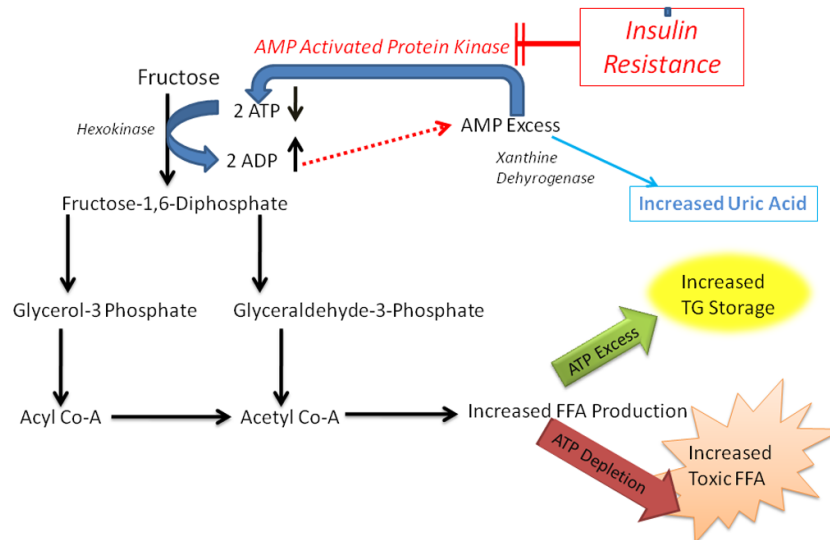 Insulin
Resistance
AMP Activated Protein Kinase
Fructose
2 ATP
Hexokinase
AMP Excess
2 ADP
Xanthine
Dehyrogenase
Fructose-1,6-Diphosphate
Increased Uric Acid
Increased
TG Storage
Glycerol-3 Phosphate
Glyceraldehyde-3-Phosphate
ATP Excess
Acyl Co-A
Acetyl Co-A
Increased FFA Production
ATP Depletion
Increased
Toxic FFA